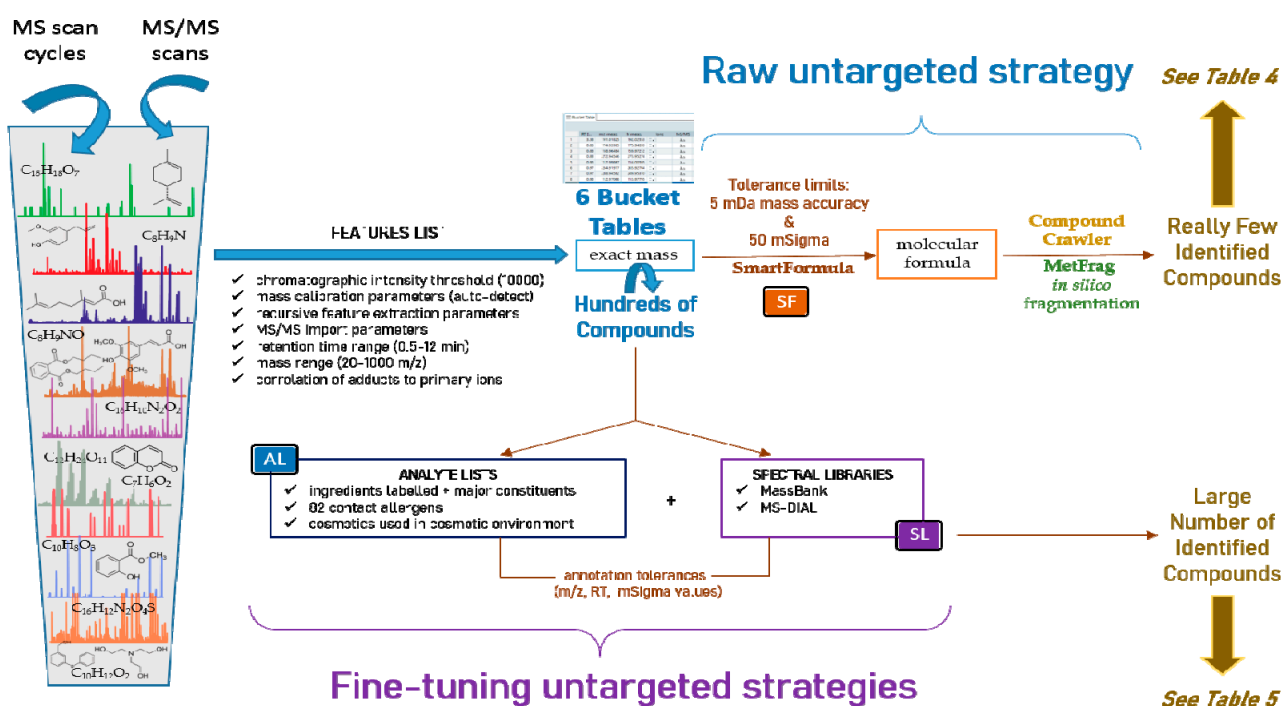 MS scan
cycles
MS/MS
scans
Raw untargeted strategy
See Table 4
C15H18O7
C8H9N
C8H9NO
C7H6O2
C10H8O3
C16H12N2O4S
C10H12O2
FEATURES LIST
✓ chromatographic intensity threshold
✓ mass calibration parameters (auto-detect)
✓ recursive feature extraction parameters
✓ MS/MS import parameters
✓ retention time range (0.5-12 min)
✓ mass range (20-1000 m/z)
✓ corrolation of adducts to primary ions
6 Bucket
Tables
exact mass
Hundreds of
Compounds
Tolerance limits:
5 mDa mass accuracy
&
50 mSigma
SmartFormula
SF
molecular
formula
Compound
Crawler
MetFrag
in silico
fragmentation
Really Few
Identified
Compounds
AL
ANALYTE LISTS
✓ ingredients labelled + major constituents
✓ 82 contact allergens
✓ cosmetics used in cosmetic environment
+
SPECTRAL LIBRARIES
✓ MassBank
✓ MS-DIAL
SL
annotation tolerances
(m/z, RT, mSigma values)
Large
Number of
Identified
Compounds
Fine-tuning untargeted strategies
See Table 5